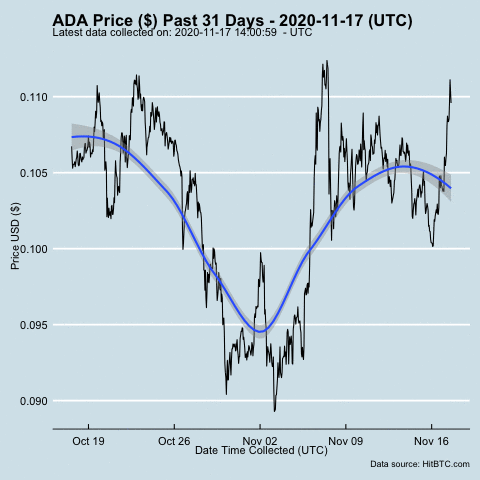 ADA Price ($) Past 31 Days - 2020-11-17 (UTC)
Latest data collected on: 2020-11-17 14:00:59 - UTC
Price USD ($)
0.110
0.105
0.100
0.095
0.090
Oct 19 Oct 26 Nov 02 Nov 09 Nov 16
Date Time Collected (UTC)
Data source: HitBTC.com